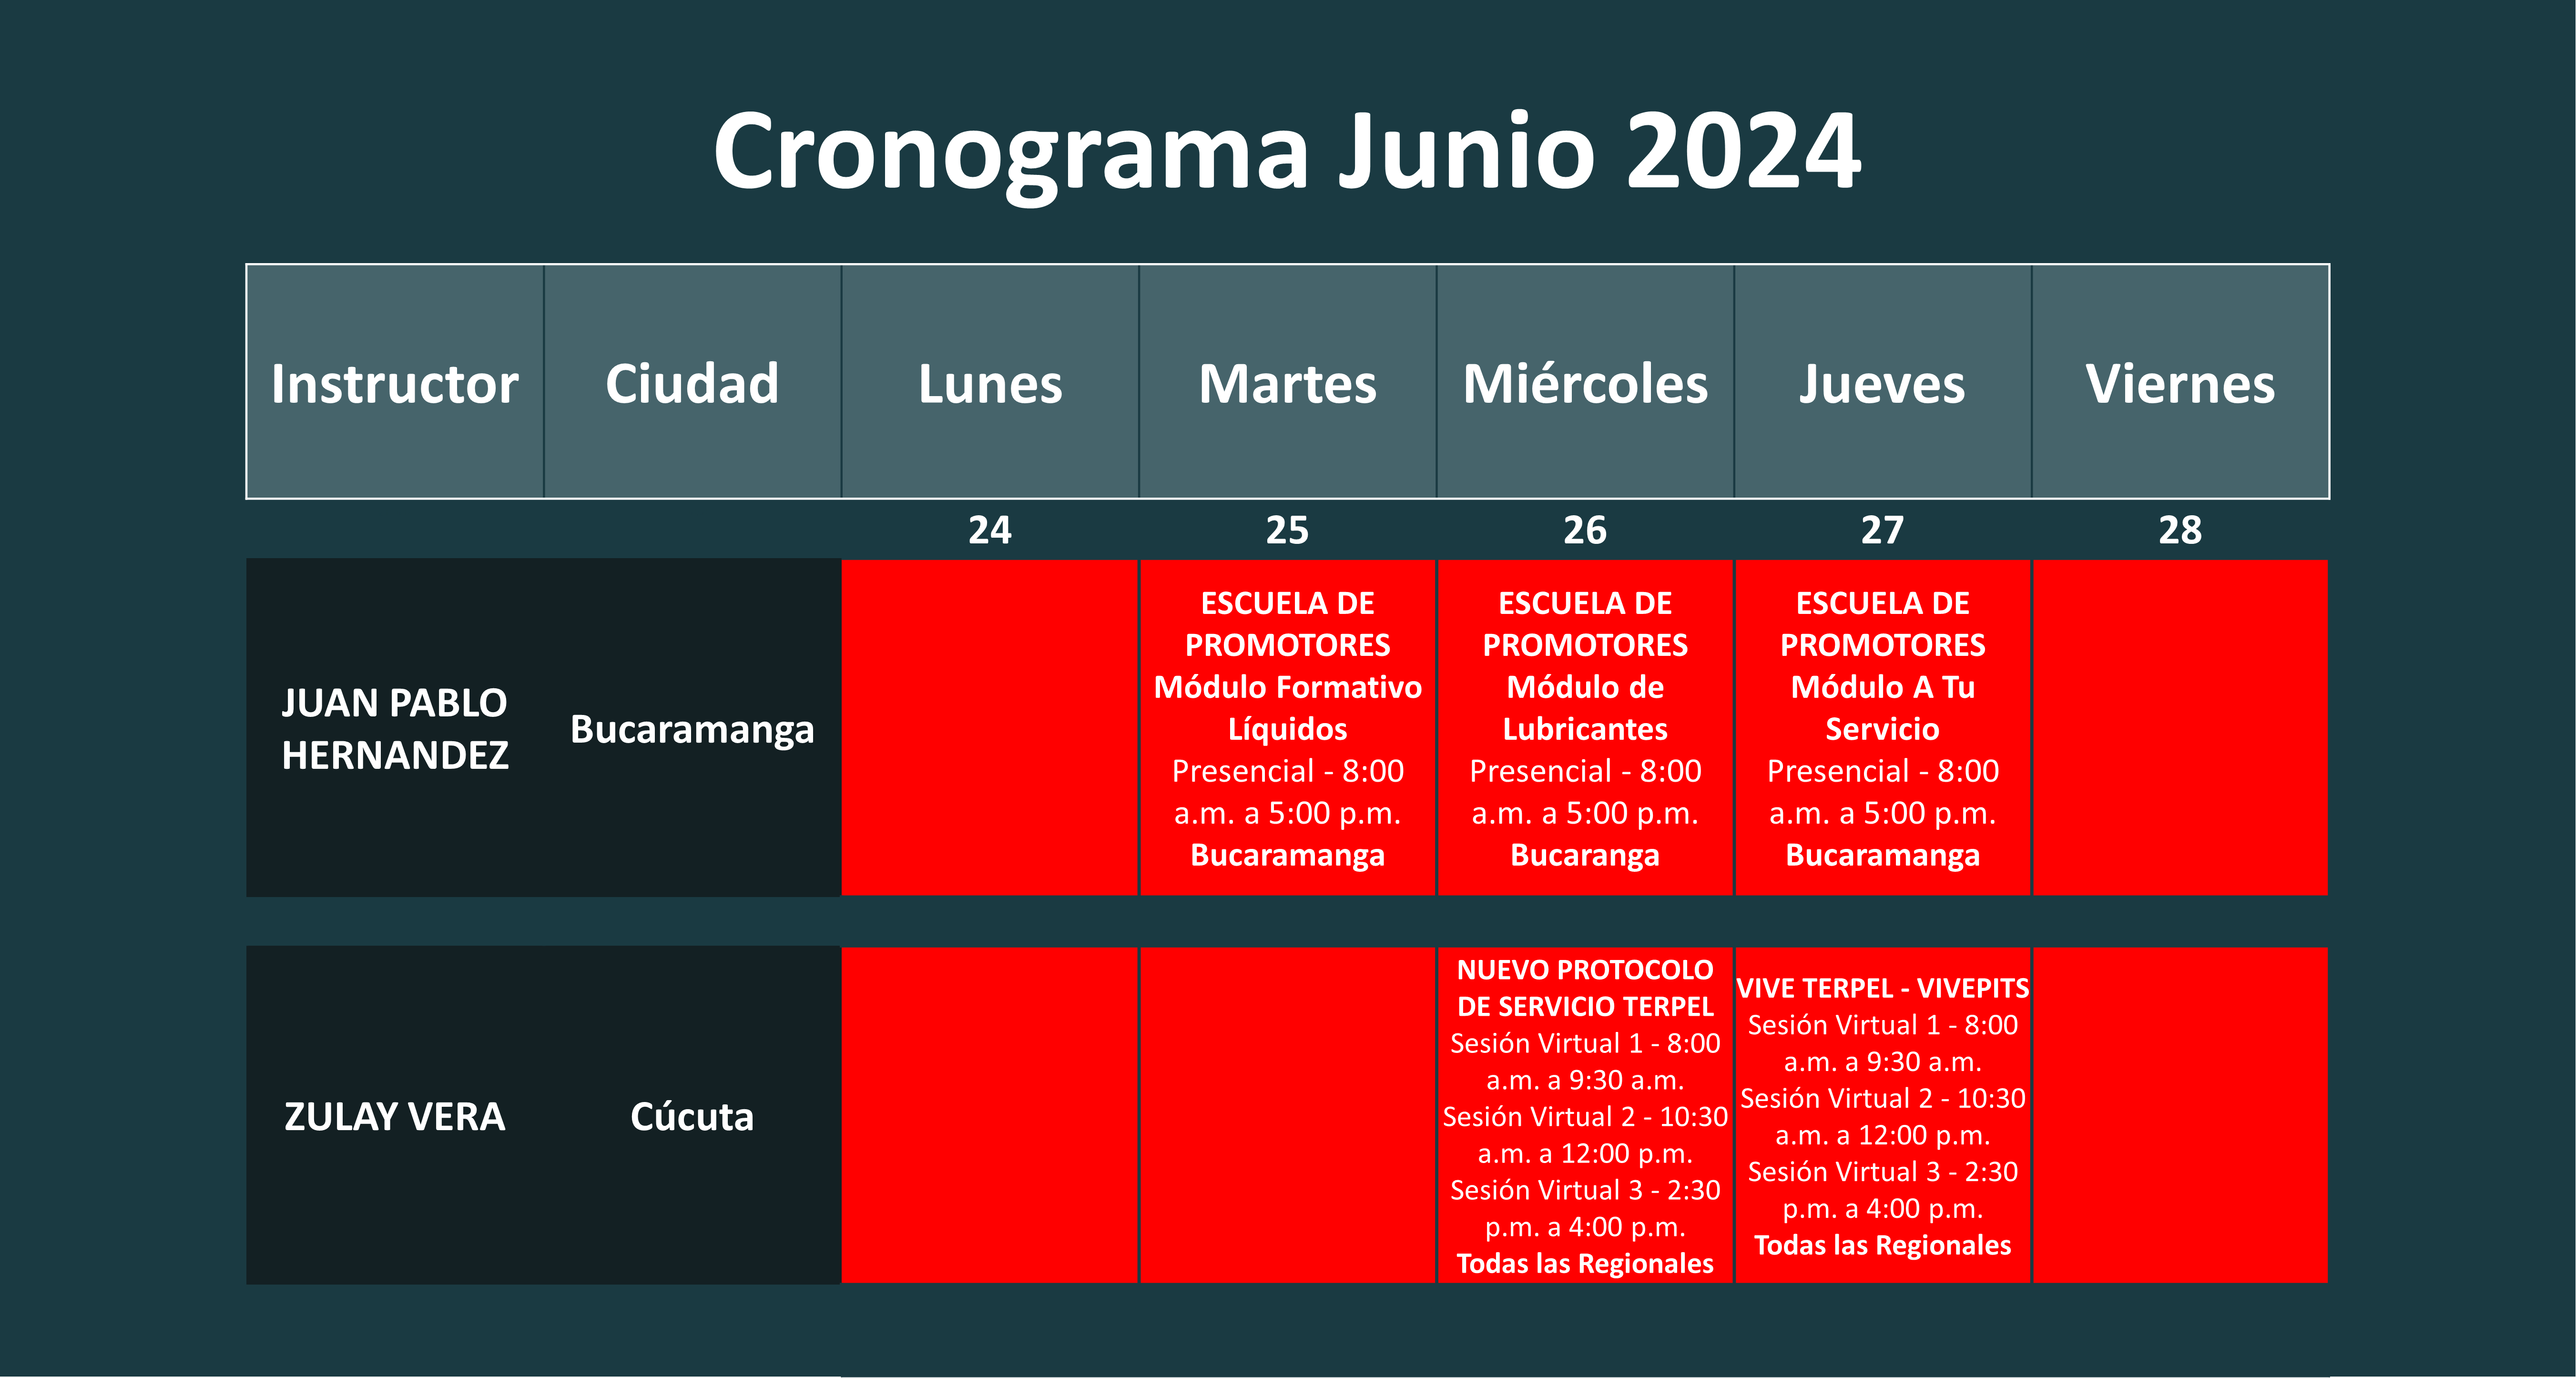 Cronograma Junio 2024
Instructor Ciudad Lunes Martes Miércoles Jueves Viernes
24 25 26 27 28
JUAN PABLO
HERNANDEZ
Bucaramanga
ESCUELA DE
PROMOTORES
Módulo Formativo
Líquidos
Presencial - 8:00
a.m. a 5:00 p.m.
Bucaramanga
ESCUELA DE
PROMOTORES
Módulo de
Lubricantes
Presencial - 8:00
a.m. a 5:00 p.m.
Bucaranga
ESCUELA DE
PROMOTORES
Módulo A Tu
Servicio
Presencial - 8:00
a.m. a 5:00 p.m.
Bucaramanga
ZULAY VERA
Cúcuta
NUEVO PROTOCOLO
DE SERVICIO TERPEL
Sesión Virtual 1 - 8:00
a.m. a 9:30 a.m.
Sesión Virtual 2 - 10:30
a.m. a 12:00 p.m.
Sesión Virtual 3 - 2:30
p.m. a 4:00 p.m.
Todas las Regionales
VIVE TERPEL - VIVEPITS
Sesión Virtual 1 - 8:00
a.m. a 9:30 a.m.
Sesión Virtual 2 - 10:30
a.m. a 12:00 p.m.
Sesión Virtual 3 - 2:30
p.m. a 4:00 p.m.
Todas las Regionales